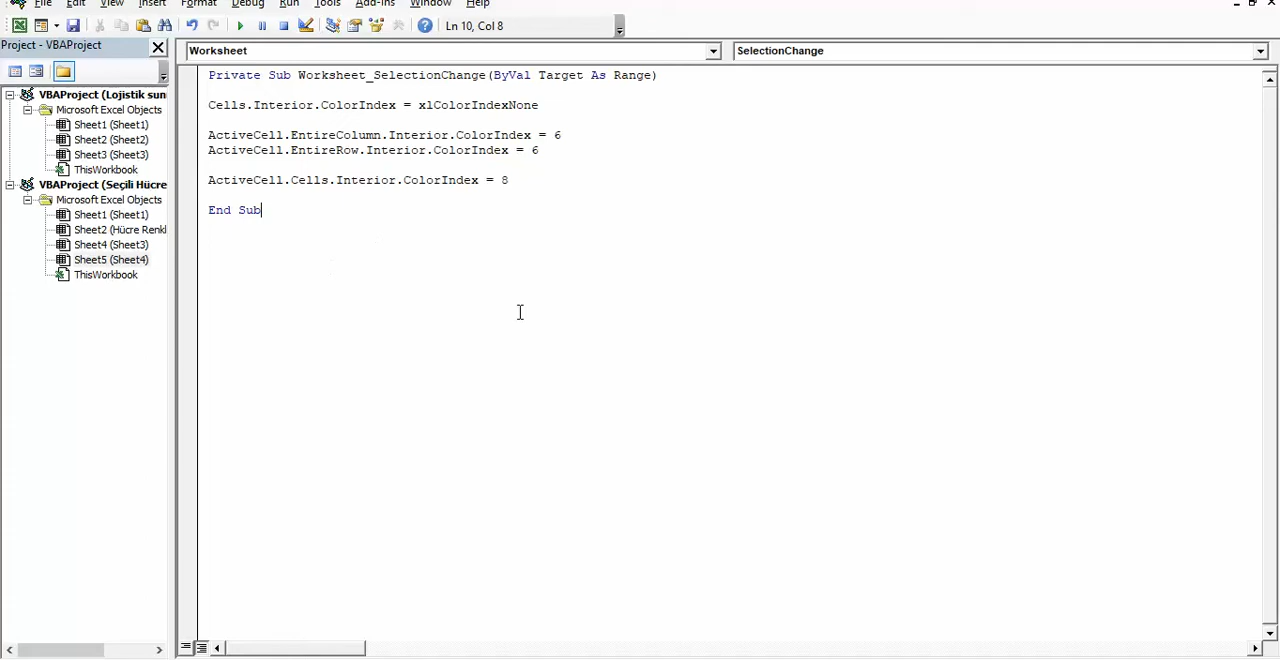 File Edit View Insert Format Debug Run Tools Add-Ins Window Help
Ln 10, Col 8
Project - VBAProject
Worksheet
SelectionChange
VBAProject (Lojistik sun
Microsoft Excel Objects
Sheet1 (Sheet1)
Sheet2 (Sheet2)
Sheet3 (Sheet3)
ThisWorkbook
VBAProject (Seçili Hücre
Microsoft Excel Objects
Sheet1 (Sheet1)
Sheet2 (Hücre Renkl
Sheet4 (Sheet3)
Sheet5 (Sheet4)
ThisWorkbook
Private Sub Worksheet_SelectionChange(ByVal Target As Range)
Cells.Interior.ColorIndex = xlColorIndexNone
ActiveCell.EntireColumn.Interior.ColorIndex = 6
ActiveCell.EntireRow.Interior.ColorIndex = 6
ActiveCell.Cells.Interior.ColorIndex = 8
End Sub